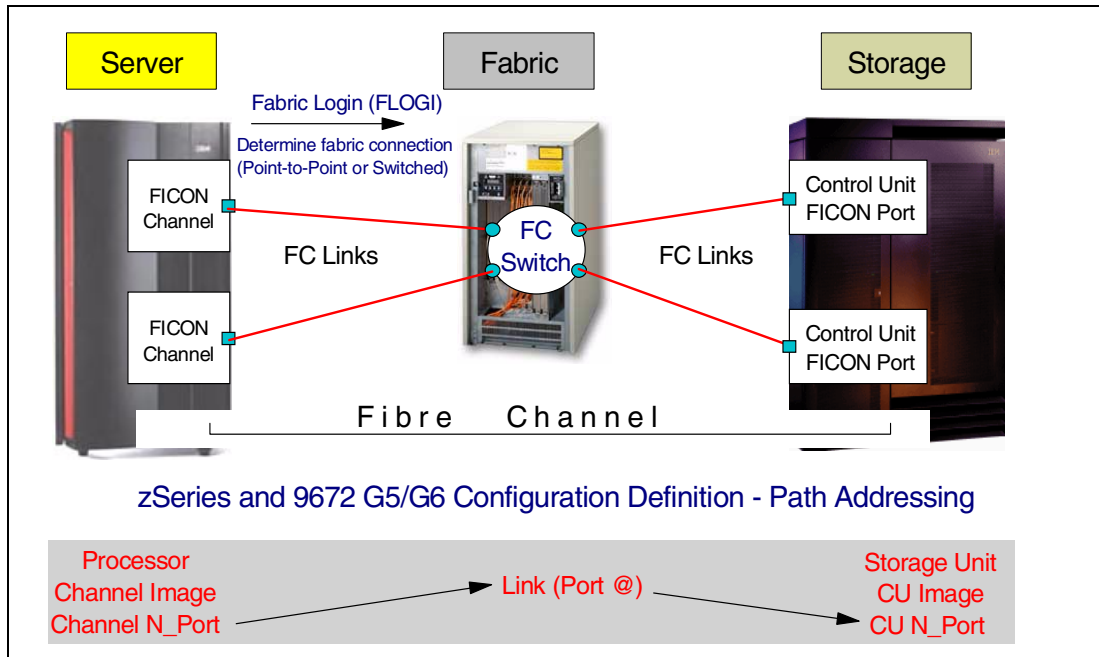 Server
Fabric
Storage
Fabric Login (FLOGI)
Determine fabric connection
(Point-to-Point or Switched)
FICON
Channel
FC Links
FC
Switch
FC Links
Control Unit
FICON Port
FICON
Channel
Control Unit
FICON Port
Fibre Channel
zSeries and 9672 G5/G6 Configuration Definition - Path Addressing
Processor
Channel Image
Channel N_Port
Link (Port @)
Storage Unit
CU Image
CU N_Port